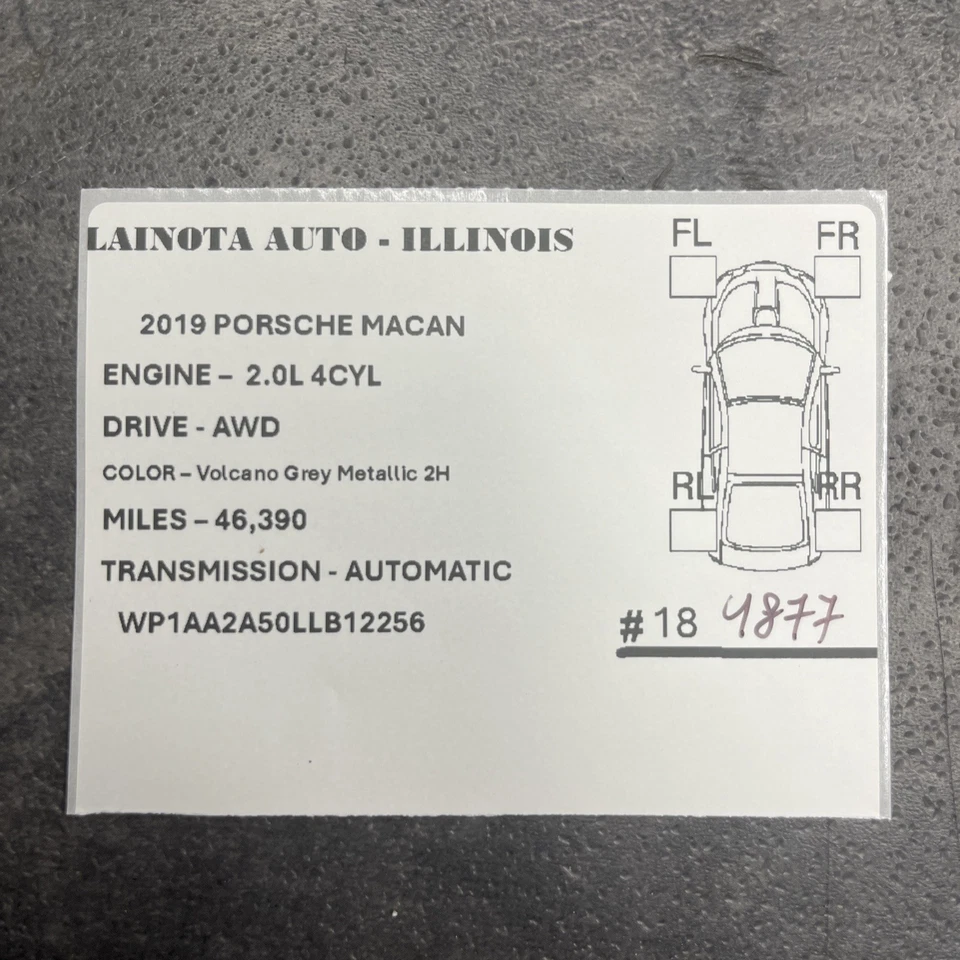 LAINOTA AUTO - ILLINOIS
FL FR
2019 PORSCHE MACAN
ENGINE – 2.0L 4CYL
DRIVE - AWD
COLOR – Volcano Grey Metallic 2H
RL RR
MILES – 46,390
TRANSMISSION - AUTOMATIC
WP1AA2A50LLB12256
# 18 4877